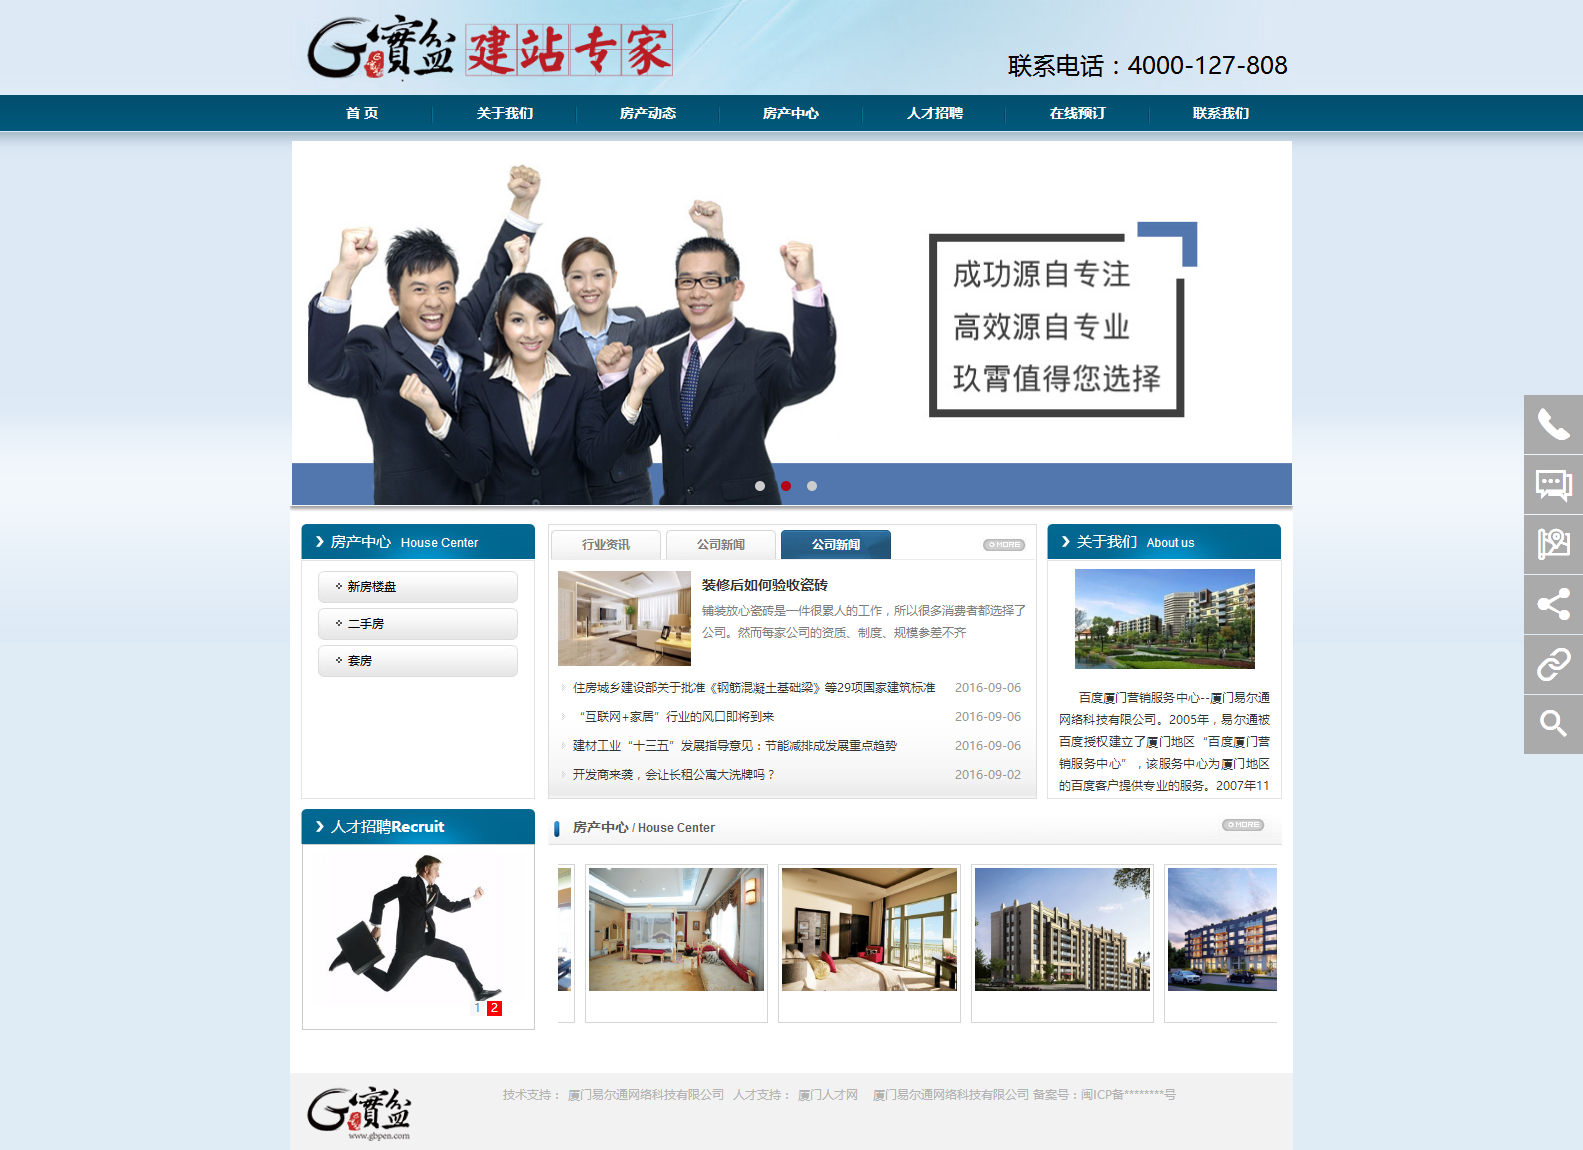 G寶盆 建站专家
联系电话：4000-127-808
首 页 关于我们 房产动态 房产中心 人才招聘 在线预订 联系我们
成功源自专注
高效源自专业
玖霄值得您选择
房产中心 House Center
新房楼盘
二手房
套房
行业资讯 公司新闻 公司新闻 MORE
装修后如何验收瓷砖
铺装放心瓷砖是一件很累人的工作，所以很多消费者都选择了
公司。然而每家公司的资质、制度、规模参差不齐
住房城乡建设部关于批准《钢筋混凝土基础梁》等29项国家建筑标准 2016-09-06
“互联网+家居”行业的风口即将到来 2016-09-06
建材工业“十三五”发展指导意见：节能减排成发展重点趋势 2016-09-06
开发商来袭，会让长租公寓大洗牌吗？ 2016-09-02
关于我们 About us
百度厦门营销服务中心--厦门易尔通
网络科技有限公司。2005年，易尔通被
百度授权建立了厦门地区“百度厦门营
销服务中心”，该服务中心为厦门地区
的百度客户提供专业的服务。2007年11
人才招聘Recruit
1 2
房产中心 / House Center MORE
G寶盆
www.gbpen.com
技术支持： 厦门易尔通网络科技有限公司 人才支持： 厦门人才网 厦门易尔通网络科技有限公司 备案号：闽ICP备********号